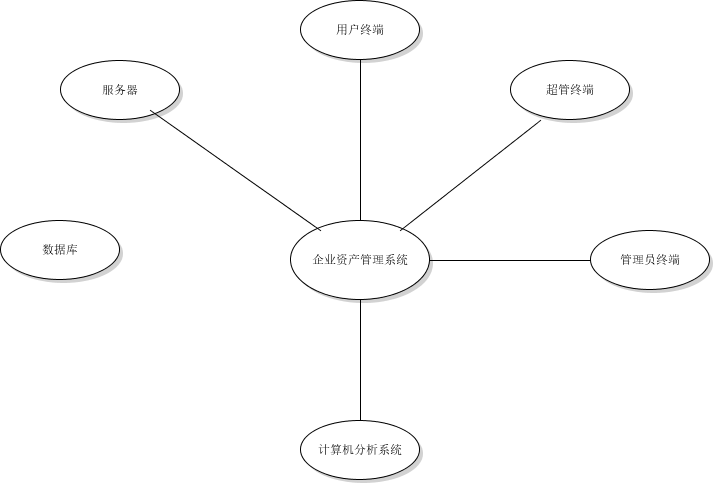 用户终端
服务器
超管终端
数据库
企业资产管理系统
管理员终端
计算机分析系统